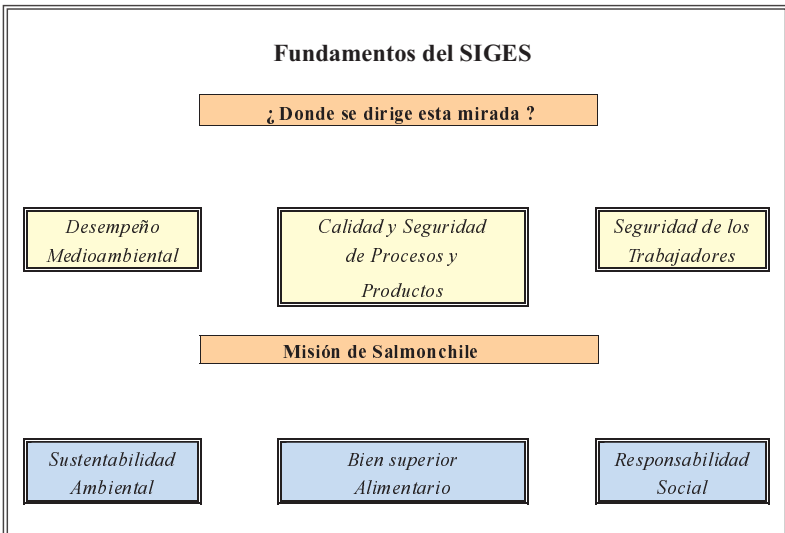 Fundamentos del SIGES
¿ Donde se dirige esta mirada ?
Desempeño
Medioambiental
Calidad y Seguridad
de Procesos y
Productos
Seguridad de los
Trabajadores
Misión de Salmonchile
Sustentabilidad
Ambiental
Bien superior
Alimentario
Responsabilidad
Social